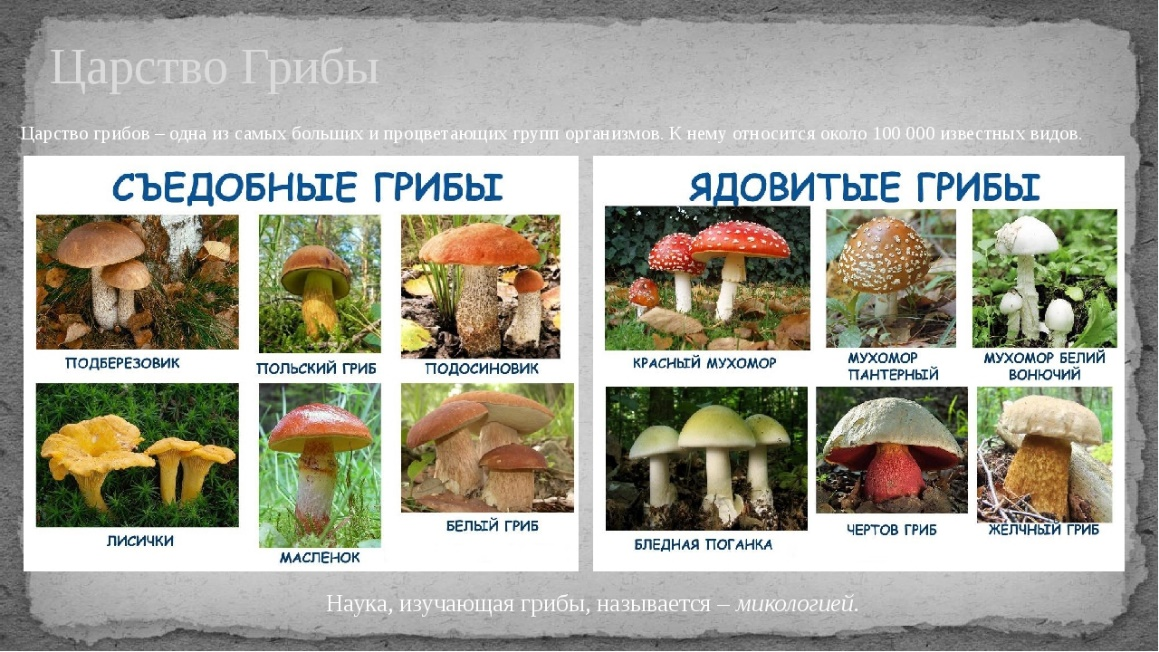 Царство Грибы
Царство грибов – одна из самых больших и процветающих групп организмов. К нему относится около 100 000 известных видов.
СЪЕДОБНЫЕ ГРИБЫ
ПОДБЕРЕЗОВИК
ПОЛЬСКИЙ ГРИБ
ПОДОСИНОВИК
ЛИСИЧКИ
МАСЛЕНОК
БЕЛЫЙ ГРИБ
ЯДОВИТЫЕ ГРИБЫ
КРАСНЫЙ МУХОМОР
МУХОМОР
ПАНТЕРНЫЙ
МУХОМОР БЕЛИЙ
ВОНЮЧИЙ
БЛЕДНАЯ ПОГАНКА
ЧЕРТОВ ГРИБ
ЖЕЛЧНЫЙ ГРИБ
Наука, изучающая грибы, называется – микологией.